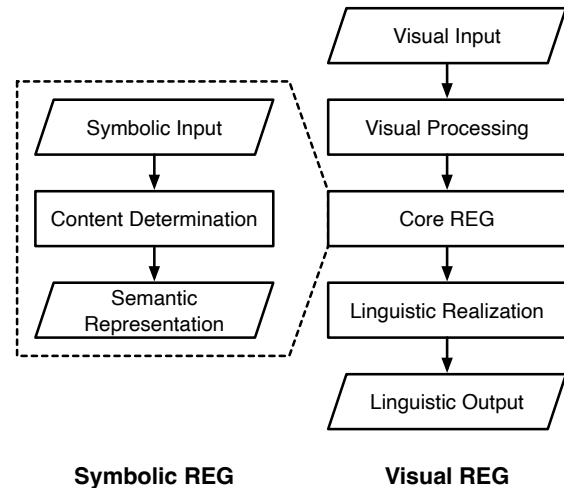 Visual Input
Symbolic Input
Visual Processing
Content Determination
Core REG
Semantic
Representation
Linguistic Realization
Linguistic Output
Symbolic REG
Visual REG